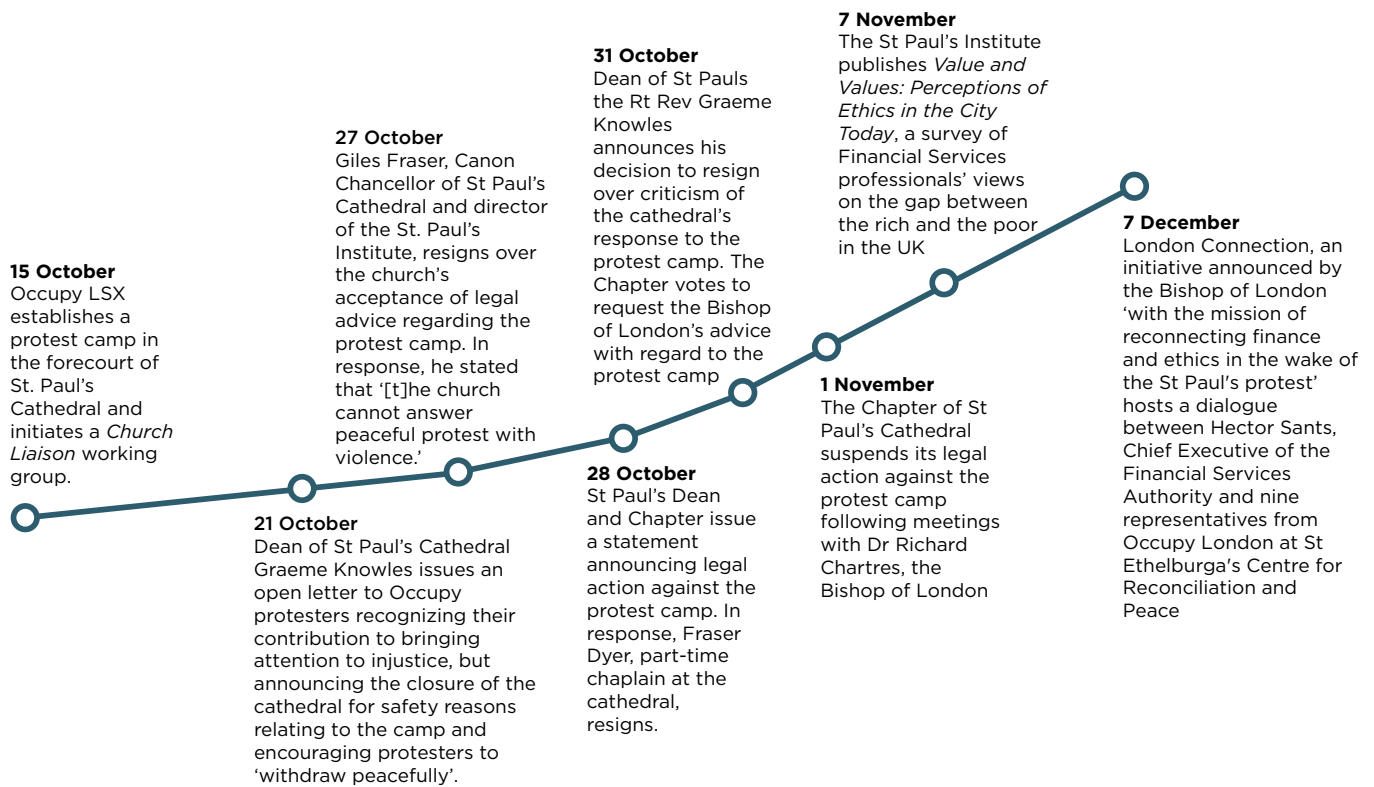 15 October
Occupy LSX
establishes a
protest camp in
the forecourt of
St. Paul’s
Cathedral and
initiates a Church
Liaison working
group.
21 October
Dean of St Paul’s Cathedral
Graeme Knowles issues an
open letter to Occupy
protesters recognizing their
contribution to bringing
attention to injustice, but
announcing the closure of the
cathedral for safety reasons
relating to the camp and
encouraging protesters to
‘withdraw peacefully’.
27 October
Giles Fraser, Canon
Chancellor of St Paul’s
Cathedral and director
of the St. Paul’s
Institute, resigns over
the church’s
acceptance of legal
advice regarding the
protest camp. In
response, he stated
that ‘[t]he church
cannot answer
peaceful protest with
violence.’
28 October
St Paul’s Dean
and Chapter issue
a statement
announcing legal
action against the
protest camp. In
response, Fraser
Dyer, part-time
chaplain at the
cathedral,
resigns.
31 October
Dean of St Pauls
the Rt Rev Graeme
Knowles
announces his
decision to resign
over criticism of
the cathedral’s
response to the
protest camp. The
Chapter votes to
request the Bishop
of London’s advice
with regard to the
protest camp
1 November
The Chapter of St
Paul’s Cathedral
suspends its legal
action against the
protest camp
following meetings
with Dr Richard
Chartres, the
Bishop of London
7 November
The St Paul’s Institute
publishes Value and
Values: Perceptions of
Ethics in the City
Today, a survey of
Financial Services
professionals’ views
on the gap between
the rich and the poor
in the UK
7 December
London Connection, an
initiative announced by
the Bishop of London
‘with the mission of
reconnecting finance
and ethics in the wake of
the St Paul's protest’
hosts a dialogue
between Hector Sants,
Chief Executive of the
Financial Services
Authority and nine
representatives from
Occupy London at St
Ethelburga's Centre for
Reconciliation and
Peace